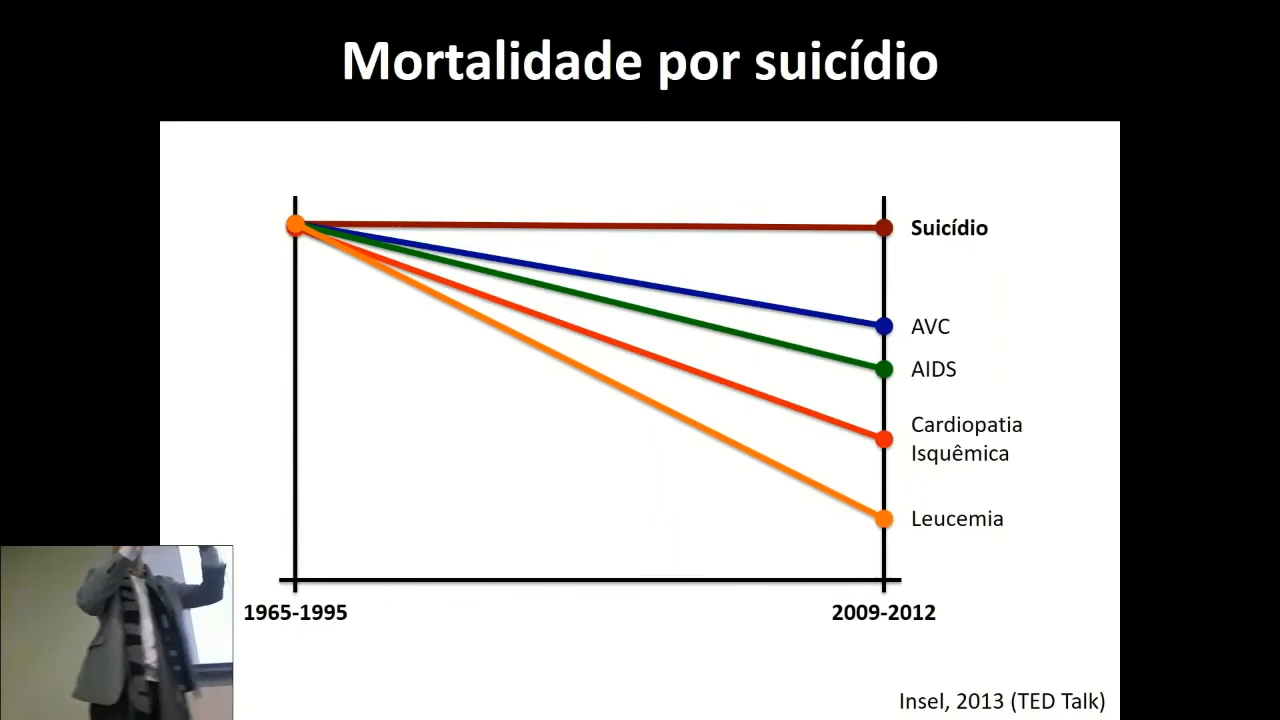 Mortalidade por suicídio
Suicídio
AVC
AIDS
Cardiopatia
Isquêmica
Leucemia
1965-1995
2009-2012
Insel, 2013 (TED Talk)